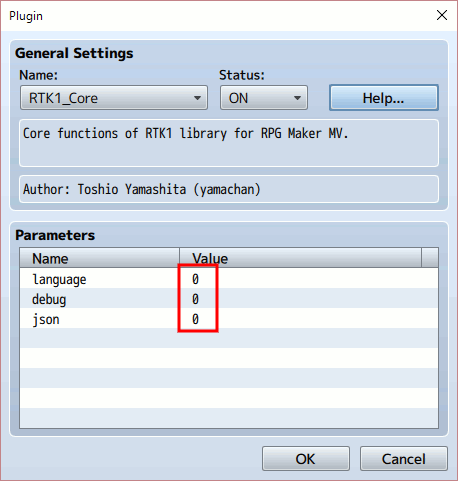 Plugin
General Settings
Name:
Status:
RTK1_Core
ON
Help...
Core functions of RTK1 library for RPG Maker MV.
Author: Toshio Yamashita (yamachan)
Parameters
Name Value
language 0
debug 0
json 0
OK
Cancel